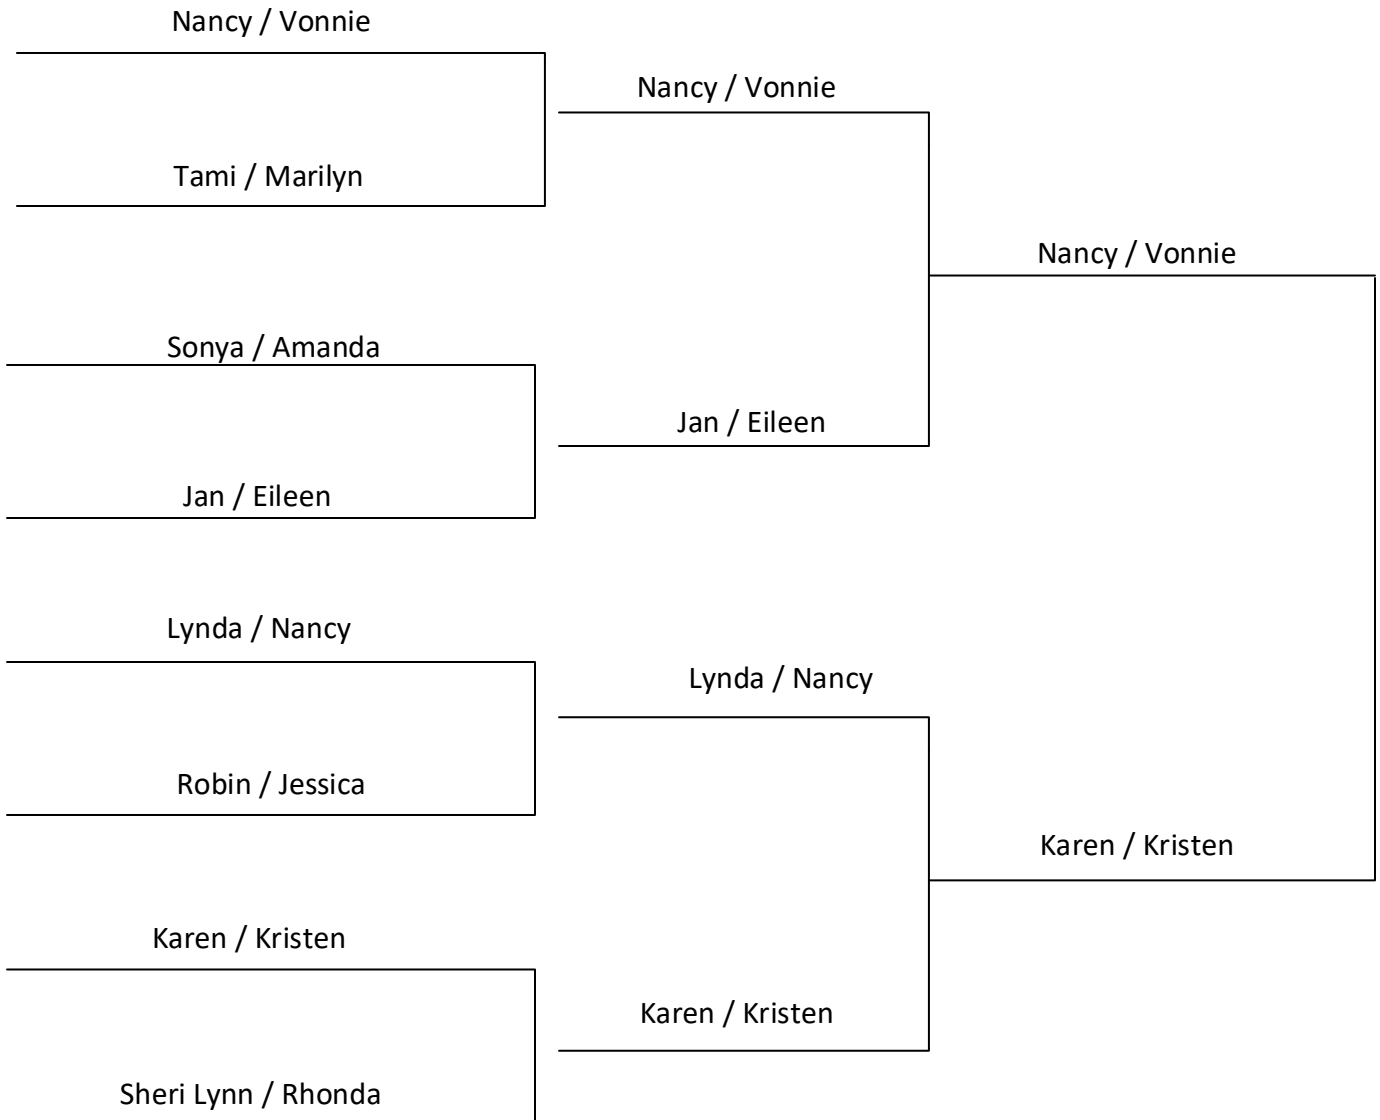 Nancy / Vonnie
Nancy / Vonnie
Tami / Marilyn
Nancy / Vonnie
Sonya / Amanda
Jan / Eileen
Jan / Eileen
Lynda / Nancy
Lynda / Nancy
Robin / Jessica
Karen / Kristen
Karen / Kristen
Karen / Kristen
Sheri Lynn / Rhonda